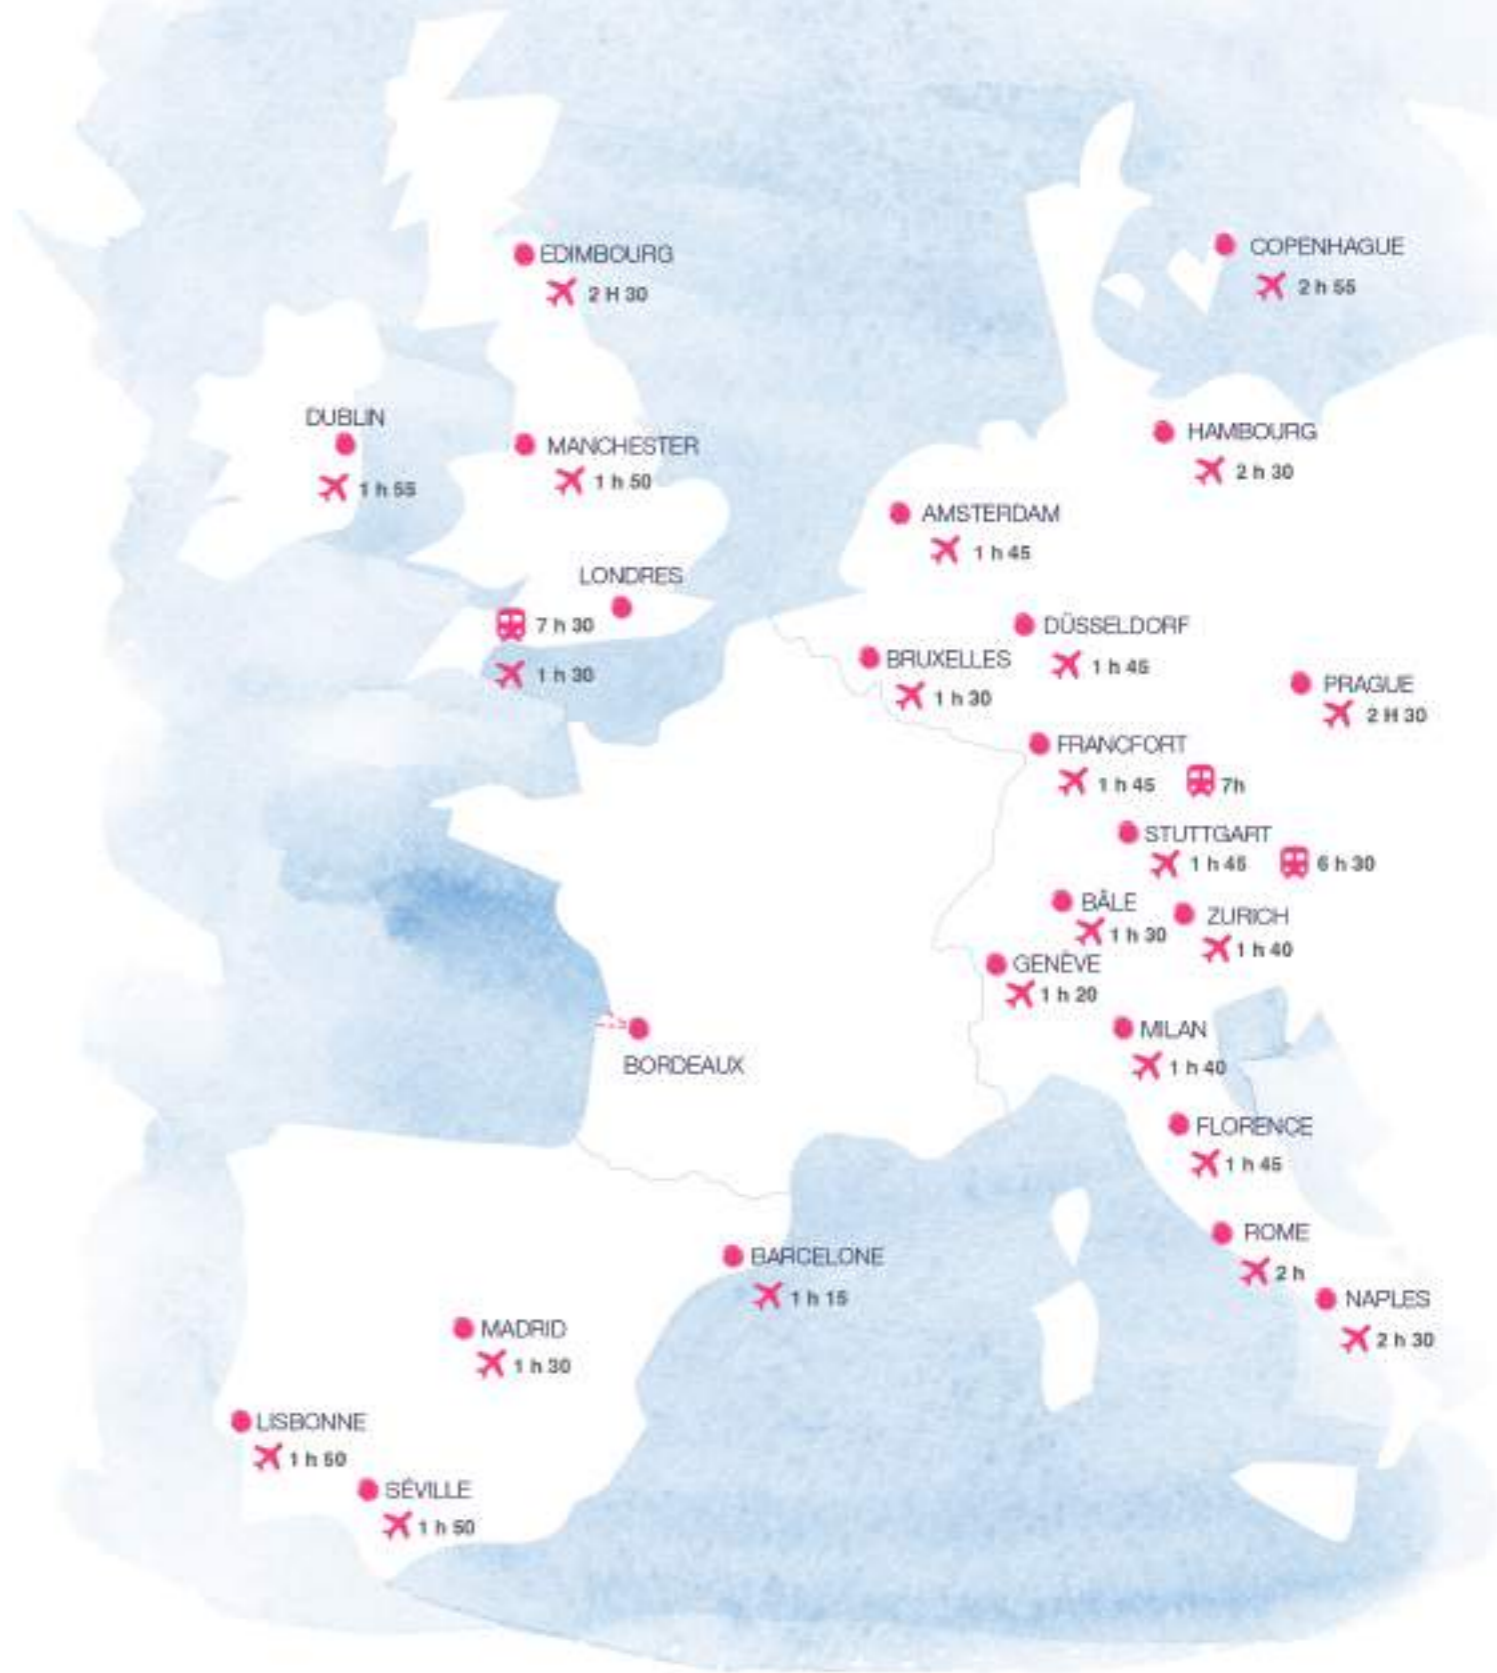 EDIMBOURG
2 H 30
COPENHAGUE
2 h 55
DUBLIN
1 h 55
MANCHESTER
1 h 50
HAMBOURG
2 h 30
AMSTERDAM
1 h 45
LONDRES
7 h 30
1 h 30
DÜSSELDORF
1 h 45
BRUXELLES
1 h 30
PRAGUE
2 H 30
FRANCFORT
1 h 45
7h
STUTTGART
1 h 45
6 h 30
BÂLE
1 h 30
ZURICH
1 h 40
GENÈVE
1 h 20
BORDEAUX
MILAN
1 h 40
FLORENCE
1 h 45
ROME
2 h
NAPLES
2 h 30
BARCELONE
1 h 15
MADRID
1 h 30
LISBONNE
1 h 50
SÉVILLE
1 h 50